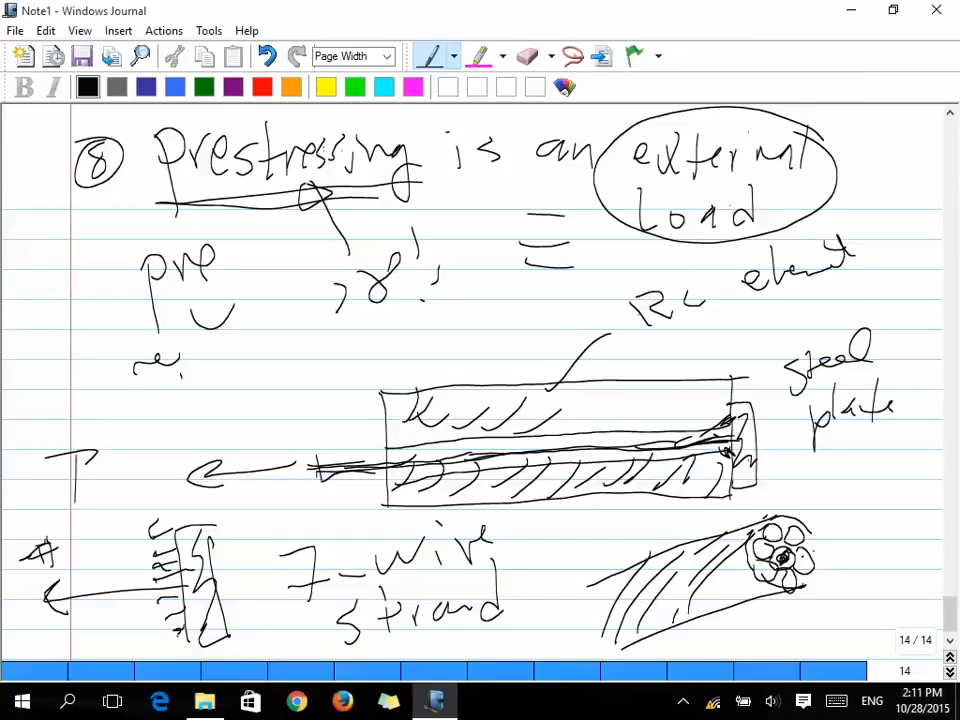 Note1 - Windows Journal
File Edit View Insert Actions Tools Help
Page Width
B I
8 prestressing is an external
Load
pre
RC element
steel
plate
T
7-wire
strand
14 / 14
14
ENG
2:11 PM
10/28/2015